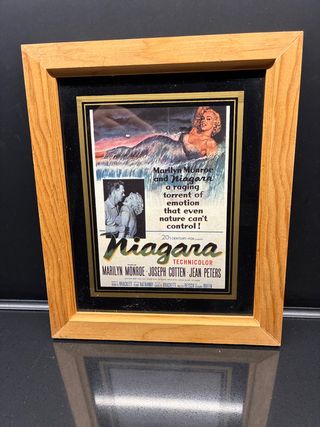 Marilyn Monroe
and Niagara
a raging
torrent of
emotion
that even
nature can't
control!
20th CENTURY-FOX
Niagara
TECHNICOLOR
MARILYN MONROE · JOSEPH COTTEN · JEAN PETERS